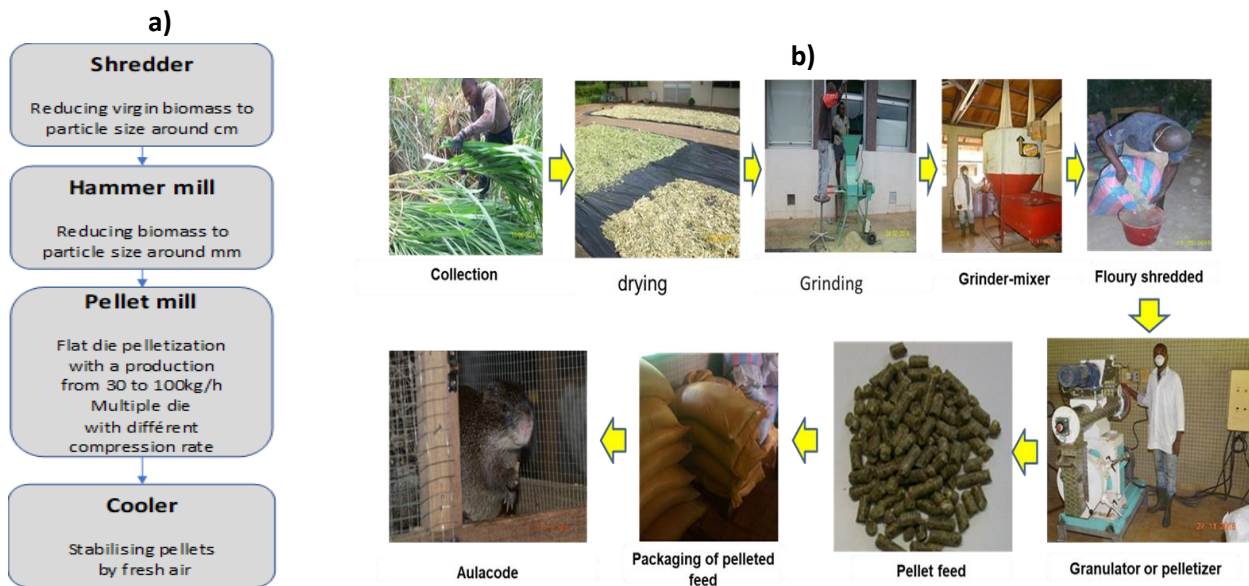 a)
Shredder
Reducing virgin biomass to
particle size around cm
Hammer mill
Reducing biomass to
particle size around mm
Pellet mill
Flat die pelletization
with a production
from 30 to 100kg/h
Multiple die
with différent
compression rate
Cooler
Stabilising pellets
by fresh air
b)
Collection
drying
Grinding
Grinder-mixer
Floury shredded
Granulator or pelletizer
Pellet feed
Packaging of pelleted
feed
Aulacode